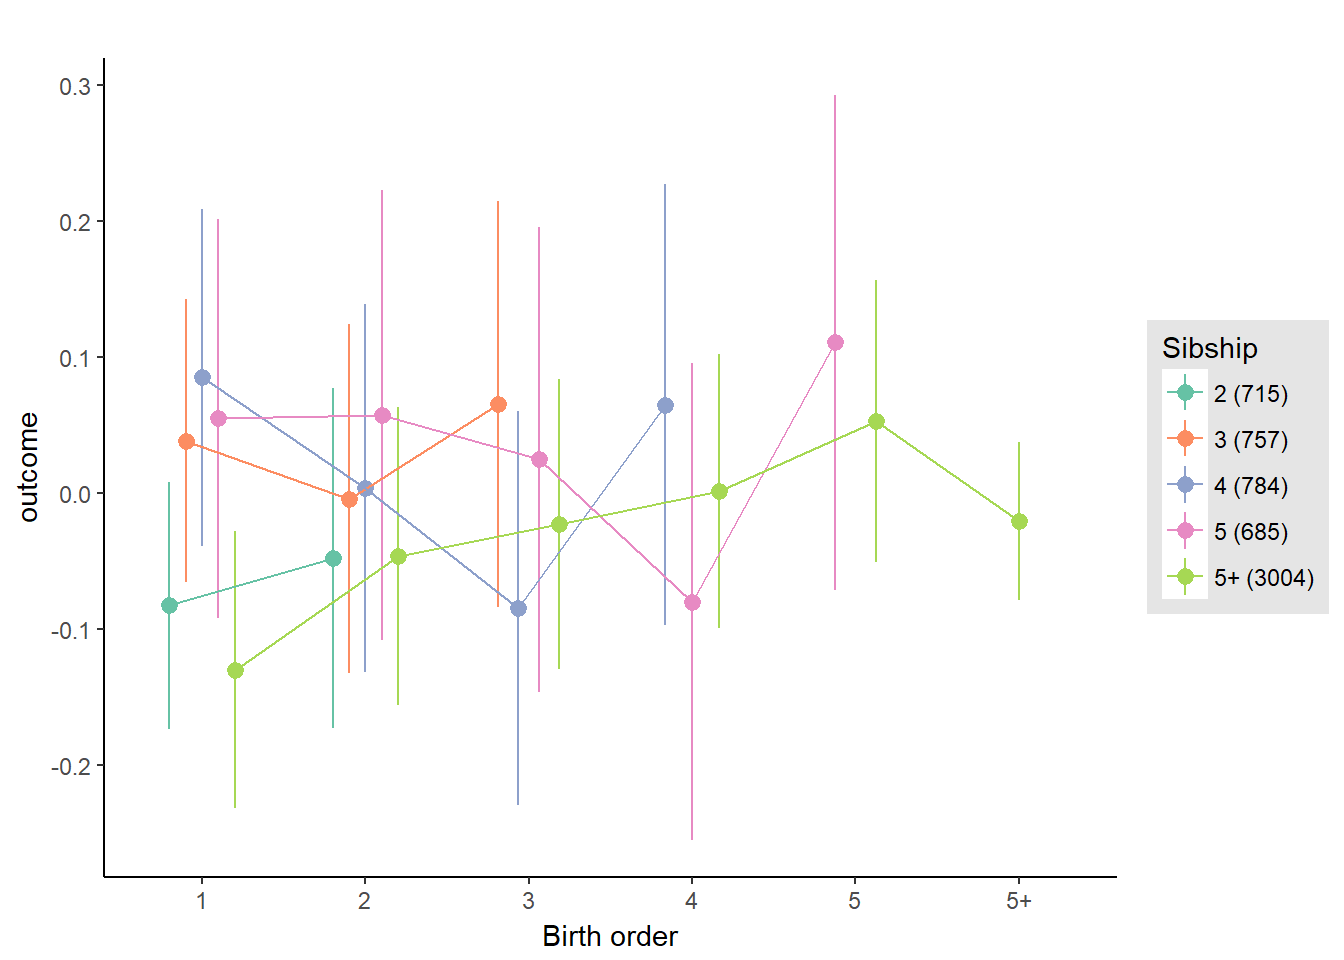 0.3
0.2
0.1
0.0
-0.1
-0.2
outcome
1 2 3 4 5 5+
Birth order
Sibship
2 (715)
3 (757)
4 (784)
5 (685)
5+ (3004)